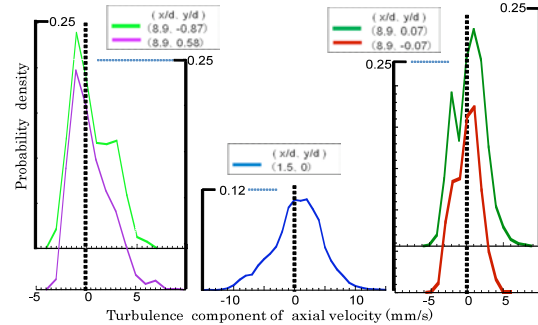 0.25
0.25
( x/d. y/d )
(8.9, -0.87)
(8.9, 0.58)
0.25
( x/d. y/d )
(8.9, 0.07)
(8.9, -0.07)
0.25
( x/d. y/d )
(1.5, 0)
0.12
Probability density
-5 0 5
-10 0 10
-5 0 5
Turbulence component of axial velocity (mm/s)